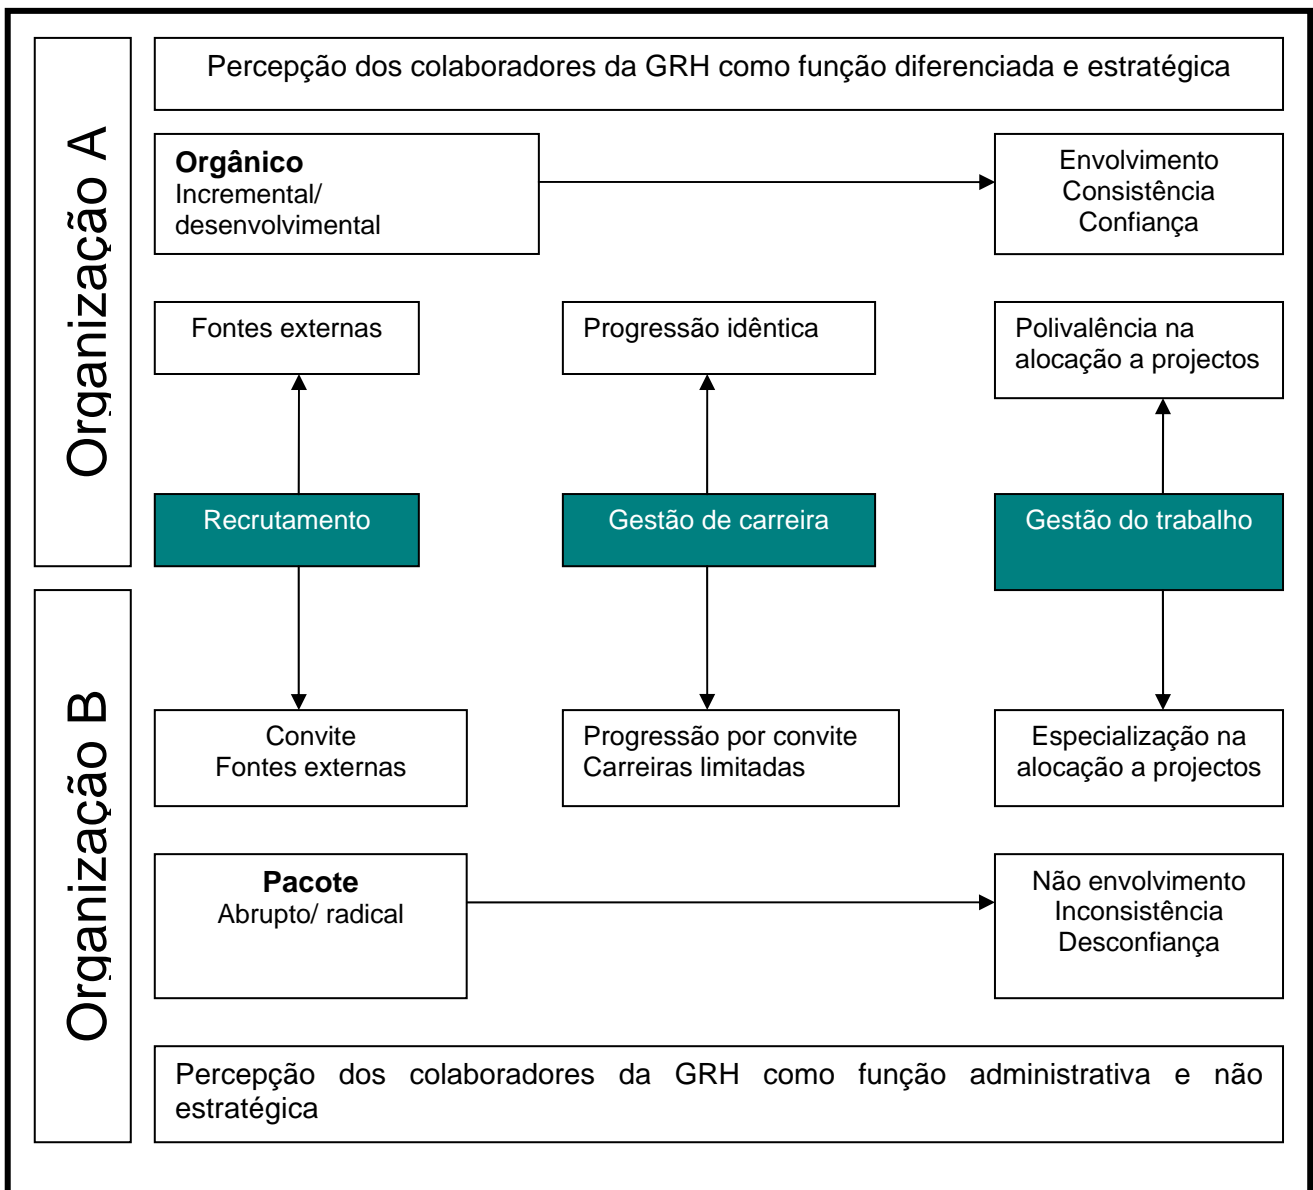 Organização A
Percepção dos colaboradores da GRH como função diferenciada e estratégica
Orgânico
Incremental/
desenvolvimental
Envolvimento
Consistência
Confiança
Fontes externas
Progressão idêntica
Polivalência na
alocação a projectos
Recrutamento
Gestão de carreira
Gestão do trabalho
Organização B
Convite
Fontes externas
Progressão por convite
Carreiras limitadas
Especialização na
alocação a projectos
Pacote
Abrupto/ radical
Não envolvimento
Inconsistência
Desconfiança
Percepção dos colaboradores da GRH como função administrativa e não
estratégica